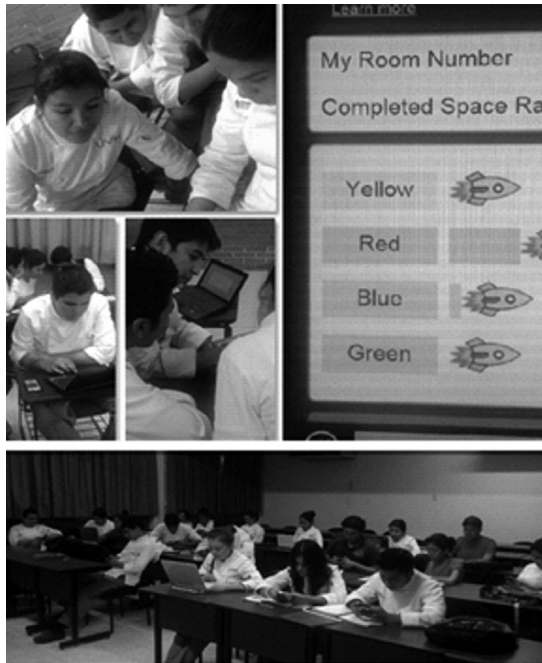 Learn more
My Room Number
Completed Space Ra
Yellow
Red
Blue
Green